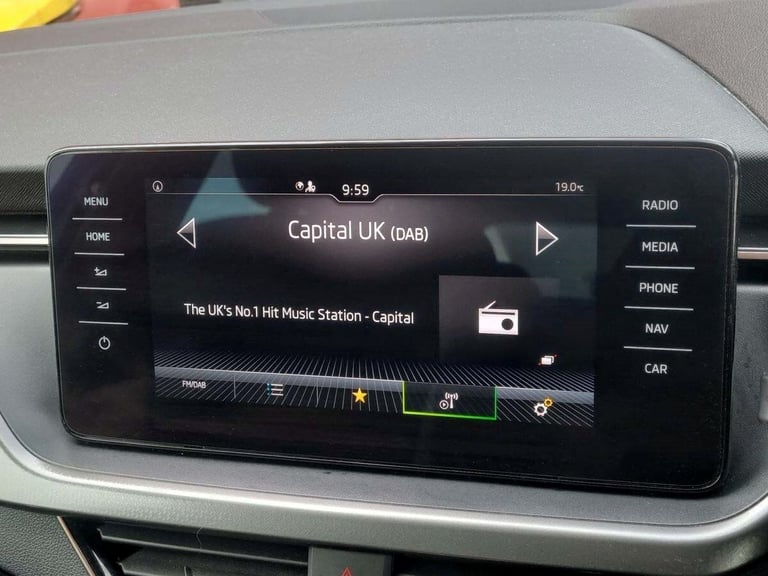 MENU
HOME
9:59
19.0°C
Capital UK (DAB)
The UK's No.1 Hit Music Station - Capital
FM/DAB
RADIO
MEDIA
PHONE
NAV
CAR